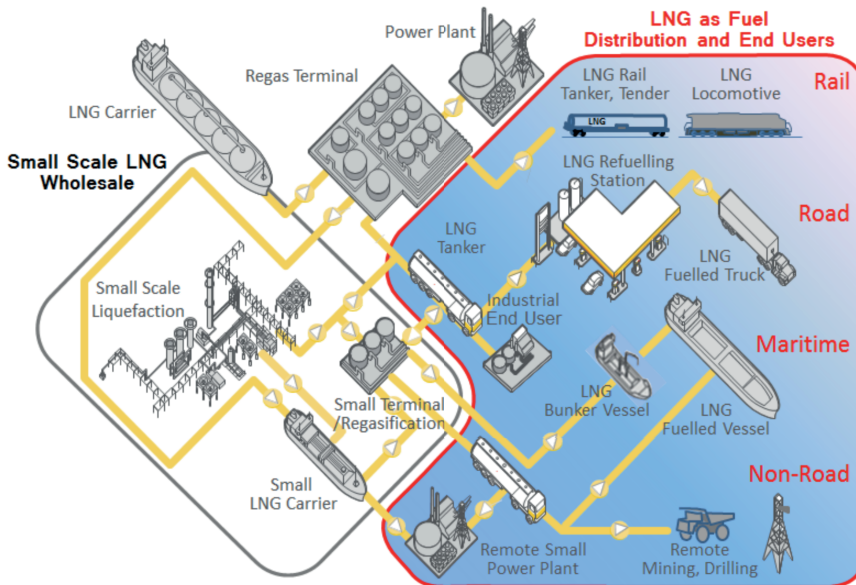 LNG as Fuel
Distribution and End Users
Power Plant
Regas Terminal
LNG Carrier
LNG Rail
Tanker, Tender
LNG
Locomotive
Rail
LNG
Small Scale LNG
Wholesale
LNG Refuelling
Station
Road
LNG
Tanker
LNG
Fuelled Truck
Small Scale
Liquefaction
Industrial
End User
Maritime
Small Terminal
/Regasification
LNG
Bunker Vessel
LNG
Fuelled Vessel
Small
LNG Carrier
Non-Road
Remote Small
Power Plant
Remote
Mining, Drilling